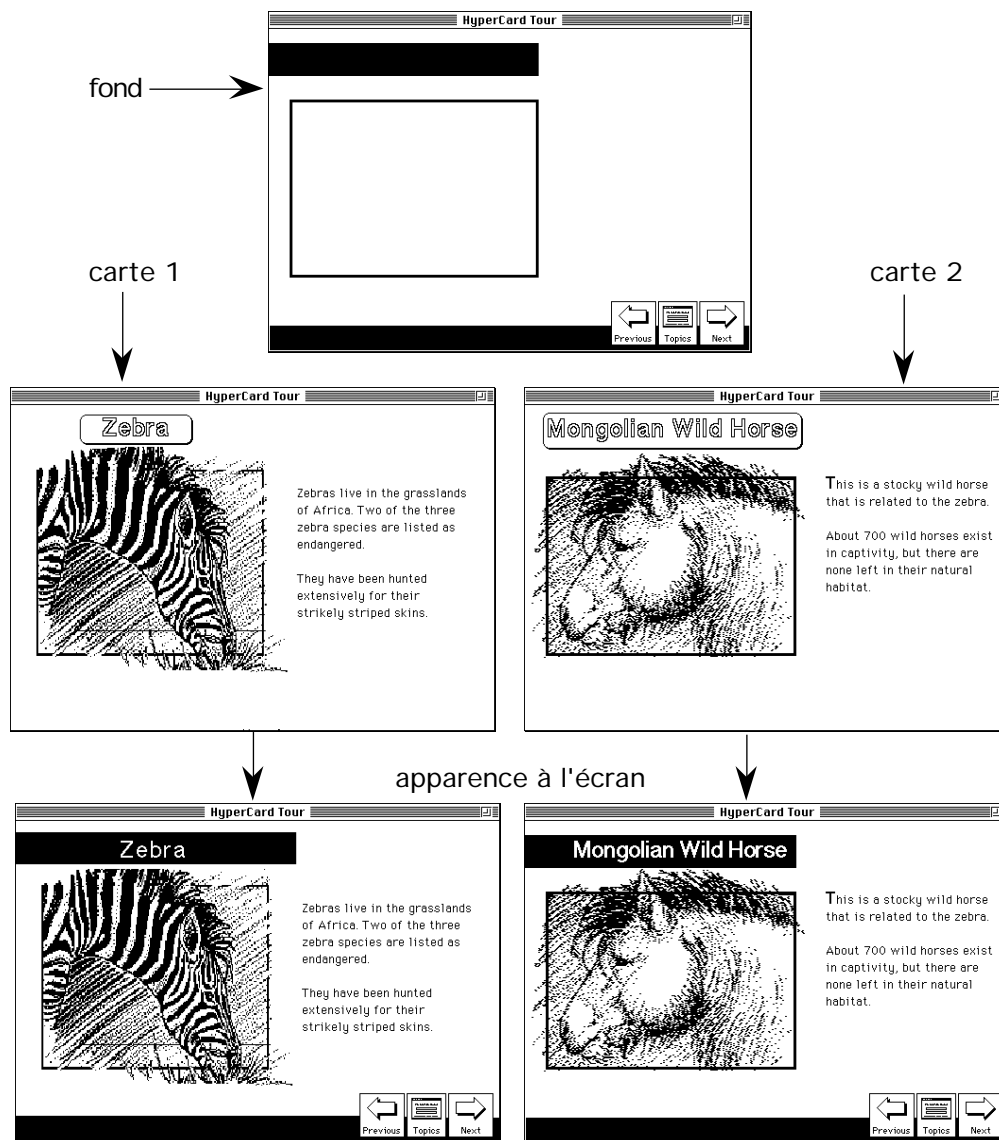 HyperCard Tour
fond
Previous Topics Next
carte 1
carte 2
HyperCard Tour
Zebra
Zebras live in the grasslands
of Africa. Two of the three
zebra species are listed as
endangered.
They have been hunted
extensively for their
strikely striped skins.
HyperCard Tour
Mongolian Wild Horse
This is a stocky wild horse
that is related to the zebra.
About 700 wild horses exist
in captivity, but there are
none left in their natural
habitat.
apparence à l'écran
HyperCard Tour
Zebra
Zebras live in the grasslands
of Africa. Two of the three
zebra species are listed as
endangered.
They have been hunted
extensively for their
strikely striped skins.
Previous Topics Next
HyperCard Tour
Mongolian Wild Horse
This is a stocky wild horse
that is related to the zebra.
About 700 wild horses exist
in captivity, but there are
none left in their natural
habitat.
Previous Topics Next